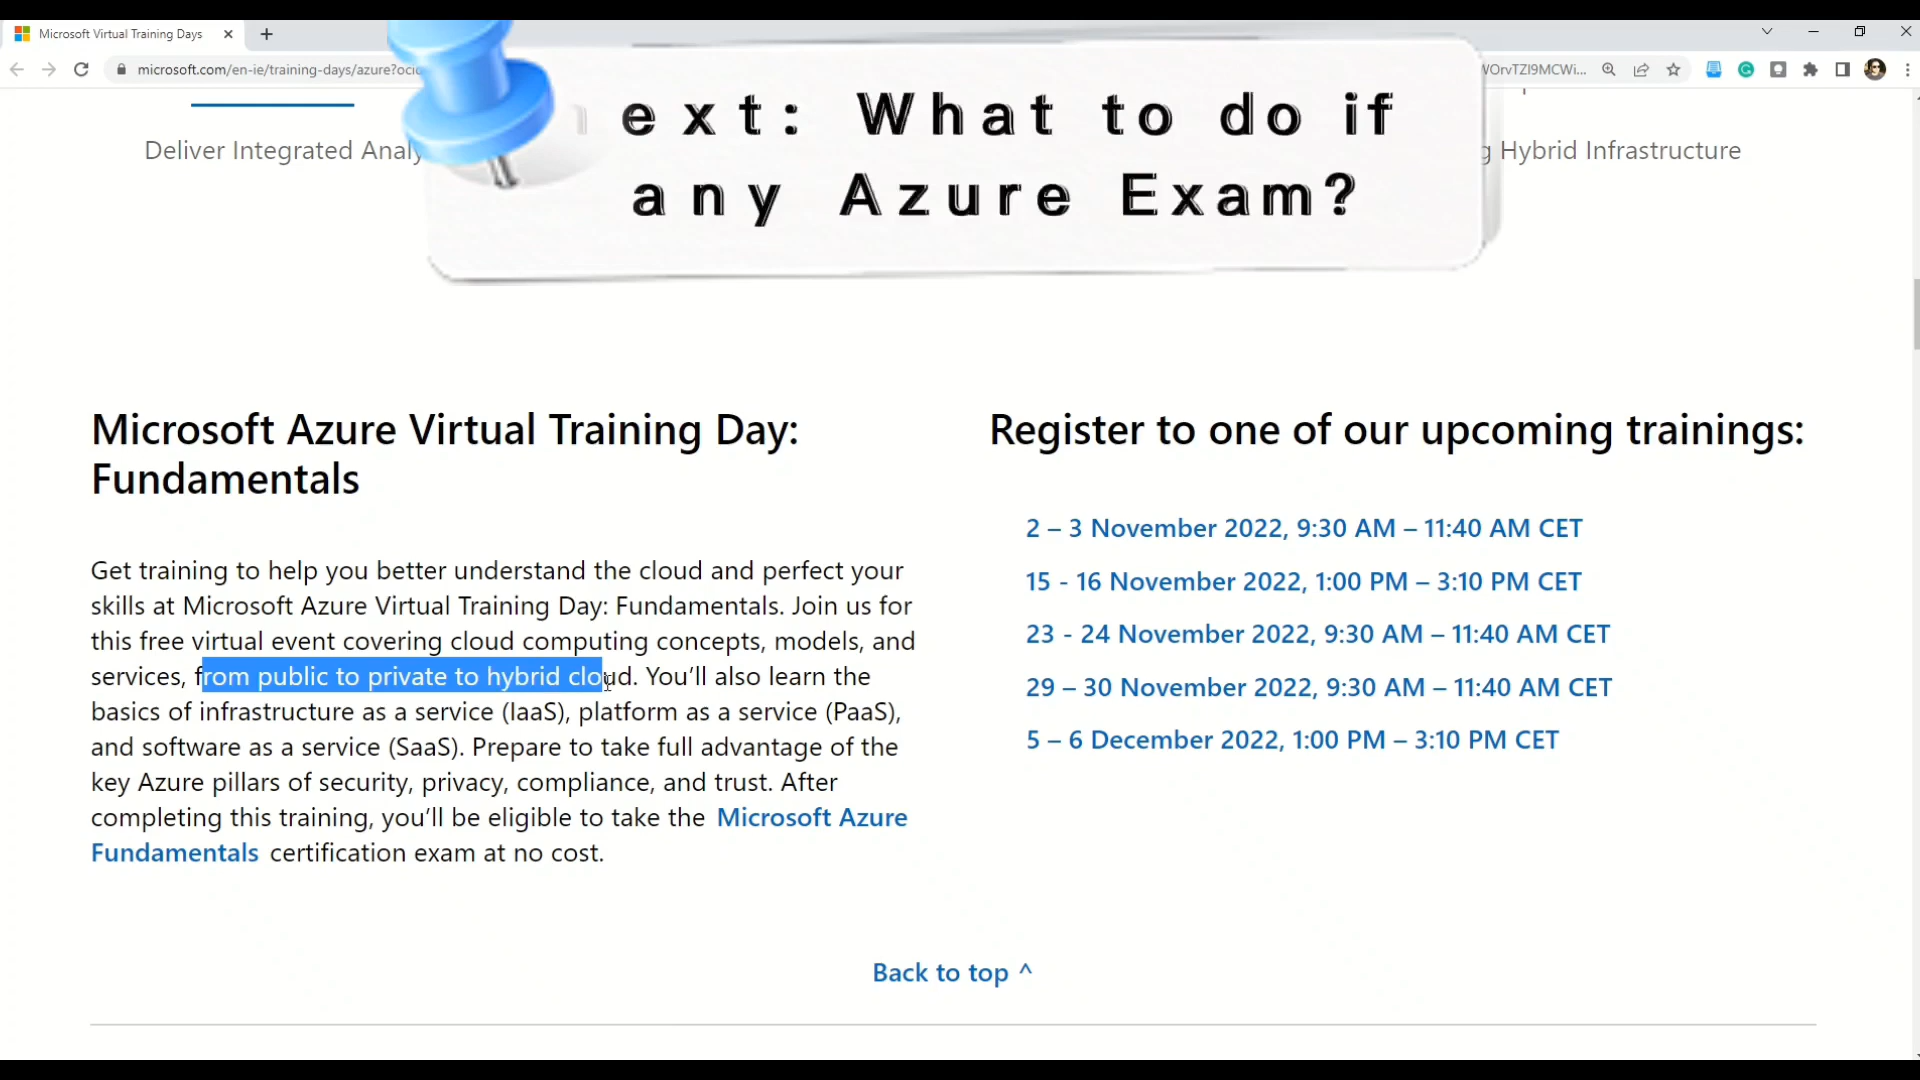 Microsoft Virtual Training Days
microsoft.com/en-ie/training-days/azure?oci
VOrvTZI9MCWi...
ext: What to do if
any Azure Exam?
Deliver Integrated Analy
g Hybrid Infrastructure
Microsoft Azure Virtual Training Day:
Fundamentals
Get training to help you better understand the cloud and perfect your
skills at Microsoft Azure Virtual Training Day: Fundamentals. Join us for
this free virtual event covering cloud computing concepts, models, and
services, from public to private to hybrid cloud. You’ll also learn the
basics of infrastructure as a service (IaaS), platform as a service (PaaS),
and software as a service (SaaS). Prepare to take full advantage of the
key Azure pillars of security, privacy, compliance, and trust. After
completing this training, you’ll be eligible to take the Microsoft Azure
Fundamentals certification exam at no cost.
Register to one of our upcoming trainings:
2 – 3 November 2022, 9:30 AM – 11:40 AM CET
15 - 16 November 2022, 1:00 PM – 3:10 PM CET
23 - 24 November 2022, 9:30 AM – 11:40 AM CET
29 – 30 November 2022, 9:30 AM – 11:40 AM CET
5 – 6 December 2022, 1:00 PM – 3:10 PM CET
Back to top ^